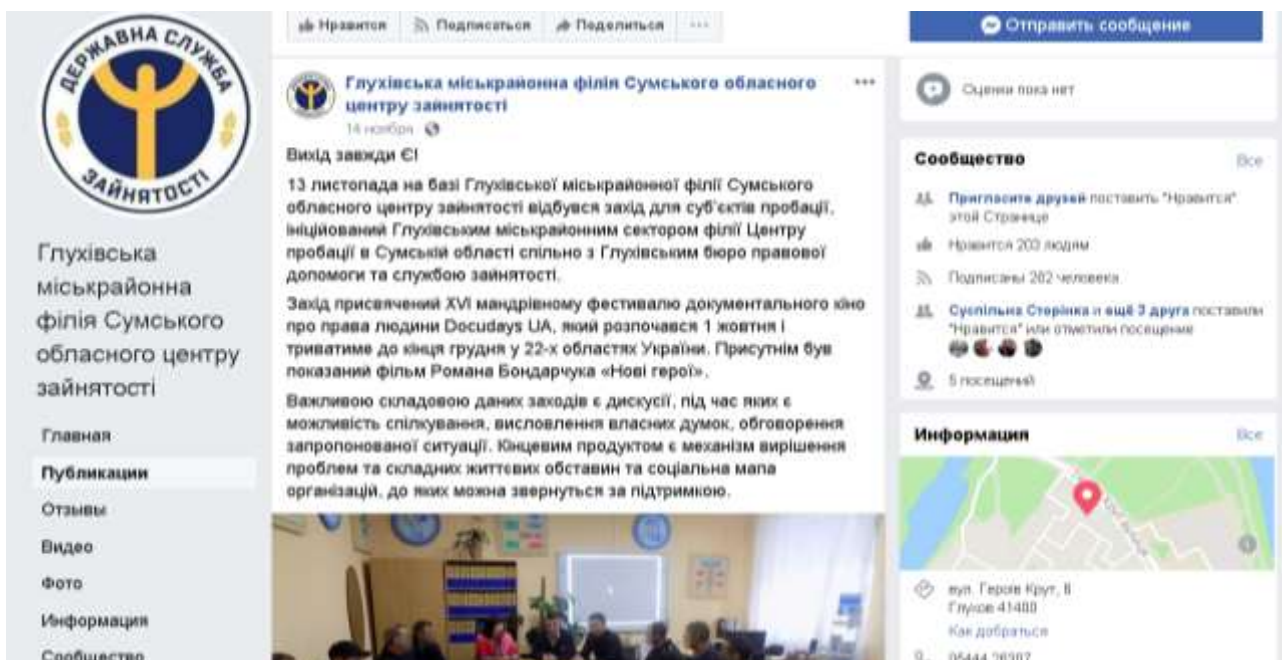 ДЕРЖАВНА СЛУЖБА
ЗАЙНЯТОСТІ
Глухівська
міськрайонна
філія Сумського
обласного центру
зайнятості
Главная
Публикации
Отзывы
Видео
Фото
Информация
Сообщество
Нравится
Подписаться
Поделиться
Глухівська міськрайонна філія Сумського обласного
центру зайнятості
14 ноября
Вихід завжди Є!
13 листопада на базі Глухівської міськрайонної філії Сумського
обласного центру зайнятості відбувся захід для суб'єктів пробації,
ініційований Глухівським міськрайонним сектором філії Центру
пробації в Сумській області спільно з Глухівським бюро правової
допомоги та службою зайнятості.
Захід присвячений XVI мандрівному фестивалю документального кіно
про права людини Docudays UA, який розпочався 1 жовтня і
триватиме до кінця грудня у 22-х областях України. Присутнім був
показаний фільм Романа Бондарчука «Нові герої».
Важливою складовою даних заходів є дискусії, під час яких є
можливість спілкування, висловлення власних думок, обговорення
запропонованої ситуації. Кінцевим продуктом є механізм вирішення
проблем та складних життєвих обставин та соціальна мапа
організацій, до яких можна звернуться за підтримкою.
Отправить сообщение
Оценки пока нет
Сообщество
Все
Пригласите друзей поставить "Нравится"
этой Странице
Нравится 203 людям
Подписаны 202 человека
Суспільна Сторінка и ещё 3 друга поставили
"Нравится" или отметили посещение
5 посещений
Информация
Все
вул. Героїв Крут,
Глухов 41400
Как добраться